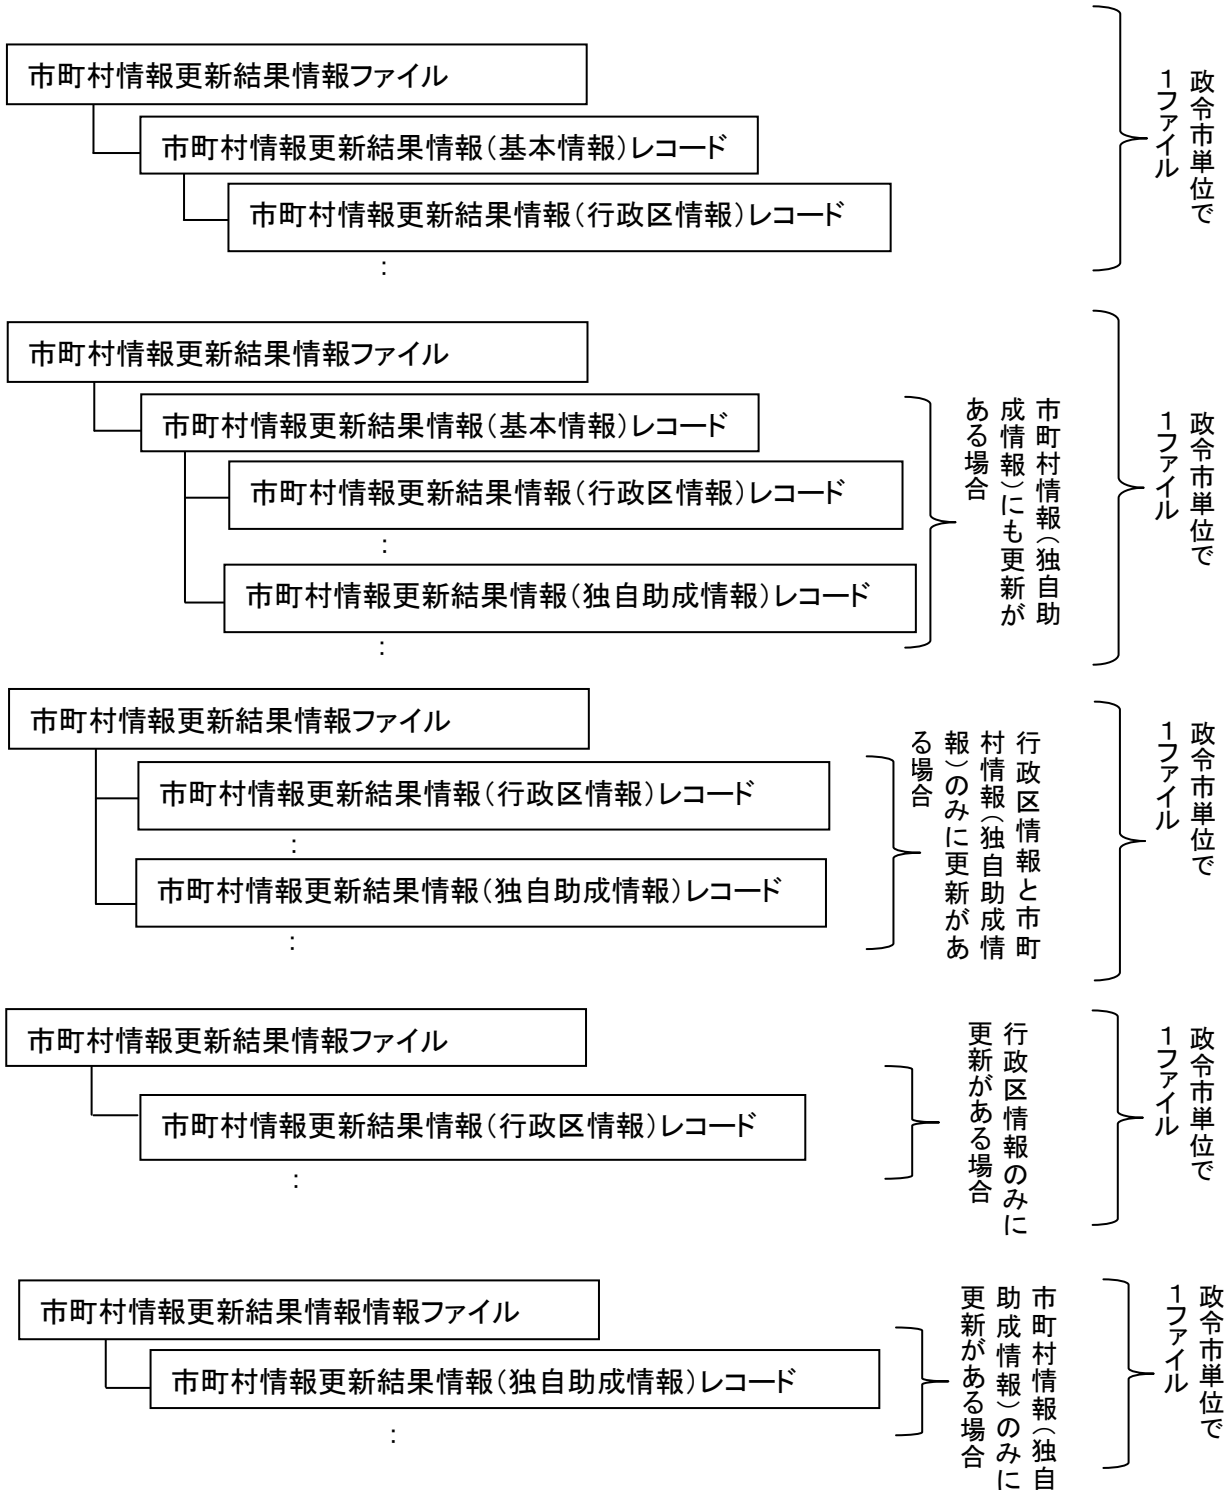 市町村情報更新結果情報ファイル
市町村情報更新結果情報(基本情報)レコード
市町村情報更新結果情報(行政区情報)レコード
:
政令市単位で
1ファイル
市町村情報更新結果情報ファイル
市町村情報更新結果情報(基本情報)レコード
市町村情報更新結果情報(行政区情報)レコード
:
市町村情報更新結果情報(独自助成情報)レコード
:
市町村情報(独自助
成情報)にも更新が
ある場合
政令市単位で
1ファイル
市町村情報更新結果情報ファイル
市町村情報更新結果情報(行政区情報)レコード
:
市町村情報更新結果情報(独自助成情報)レコード
:
行政区情報と市町
村情報(独自助成情
報)のみに更新があ
る場合
政令市単位で
1ファイル
市町村情報更新結果情報ファイル
市町村情報更新結果情報(行政区情報)レコード
:
行政区情報のみに
更新がある場合
政令市単位で
1ファイル
市町村情報更新結果情報情報ファイル
市町村情報更新結果情報(独自助成情報)レコード
:
市町村情報(独自
助成情報)のみに
更新がある場合
政令市単位で
1ファイル